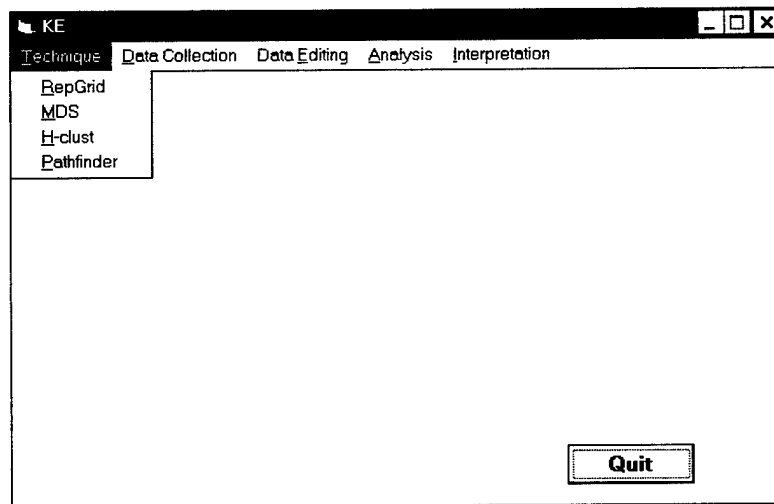 KE
Technique Data Collection Data Editing Analysis Interpretation
RepGrid
MDS
H-clust
Pathfinder
Quit